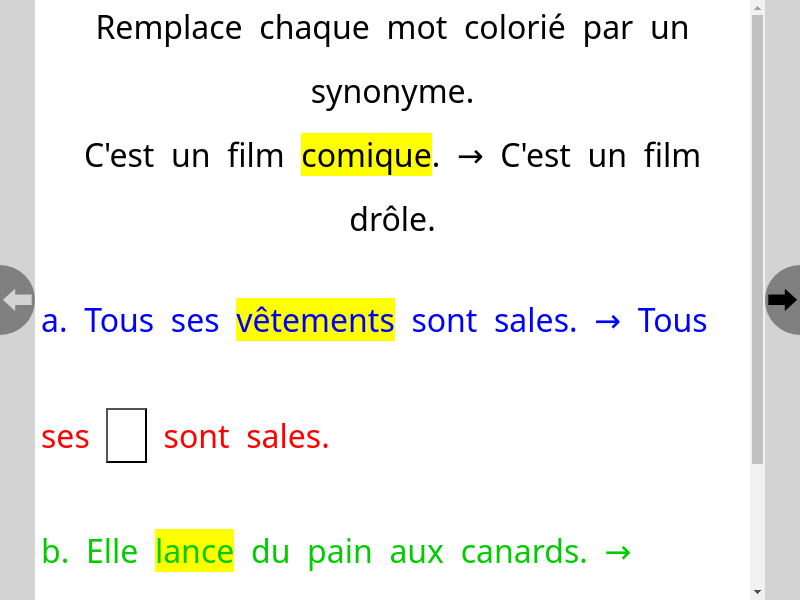 Remplace chaque mot colorié par un
synonyme.
C'est un film comique. → C'est un film
drôle.
a. Tous ses vêtements sont sales. → Tous
ses sont sales.
b. Elle lance du pain aux canards. →